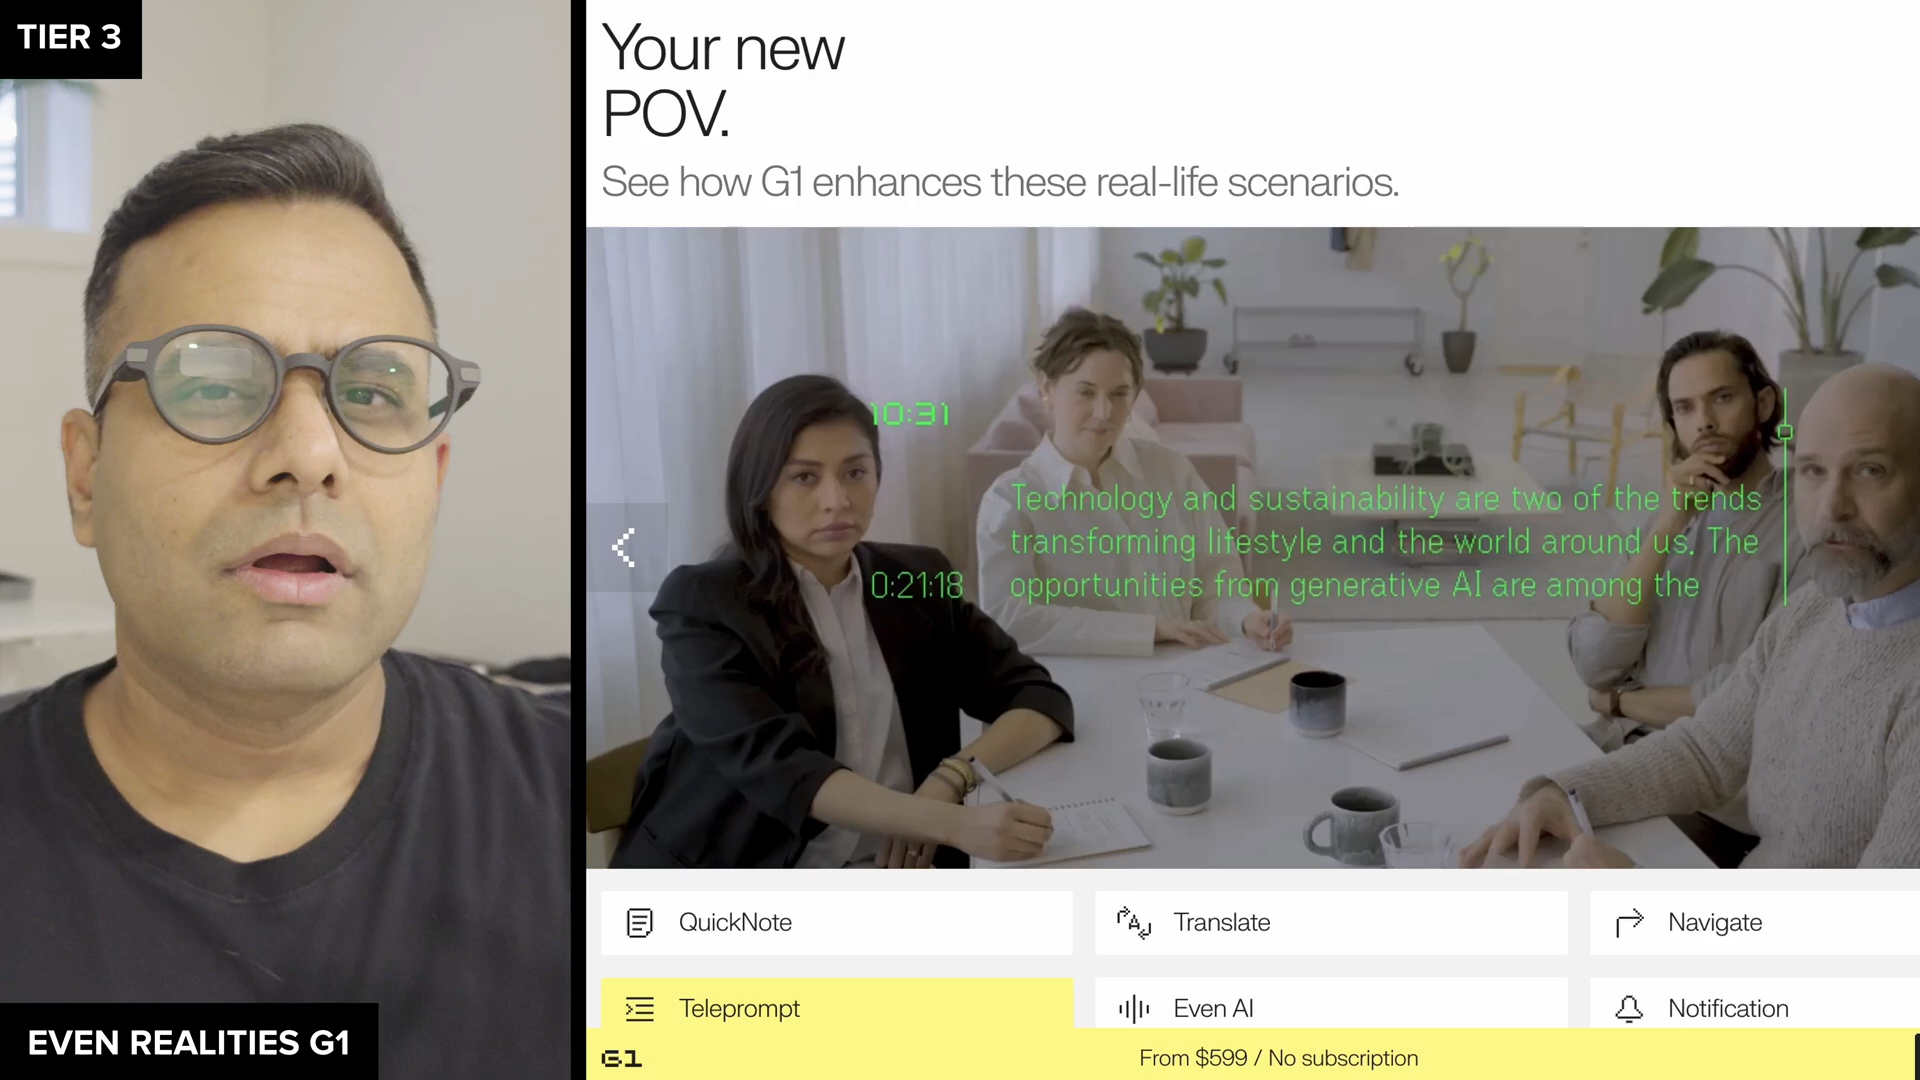 TIER 3
Your new
POV.
See how G1 enhances these real-life scenarios.
10:31
Technology and sustainability are two of the trends
transforming lifestyle and the world around us. The
0:21:18
opportunities from generative AI are among the
QuickNote
Translate
Navigate
Teleprompt
Even AI
Notification
EVEN REALITIES G1
G1
From $599 / No subscription